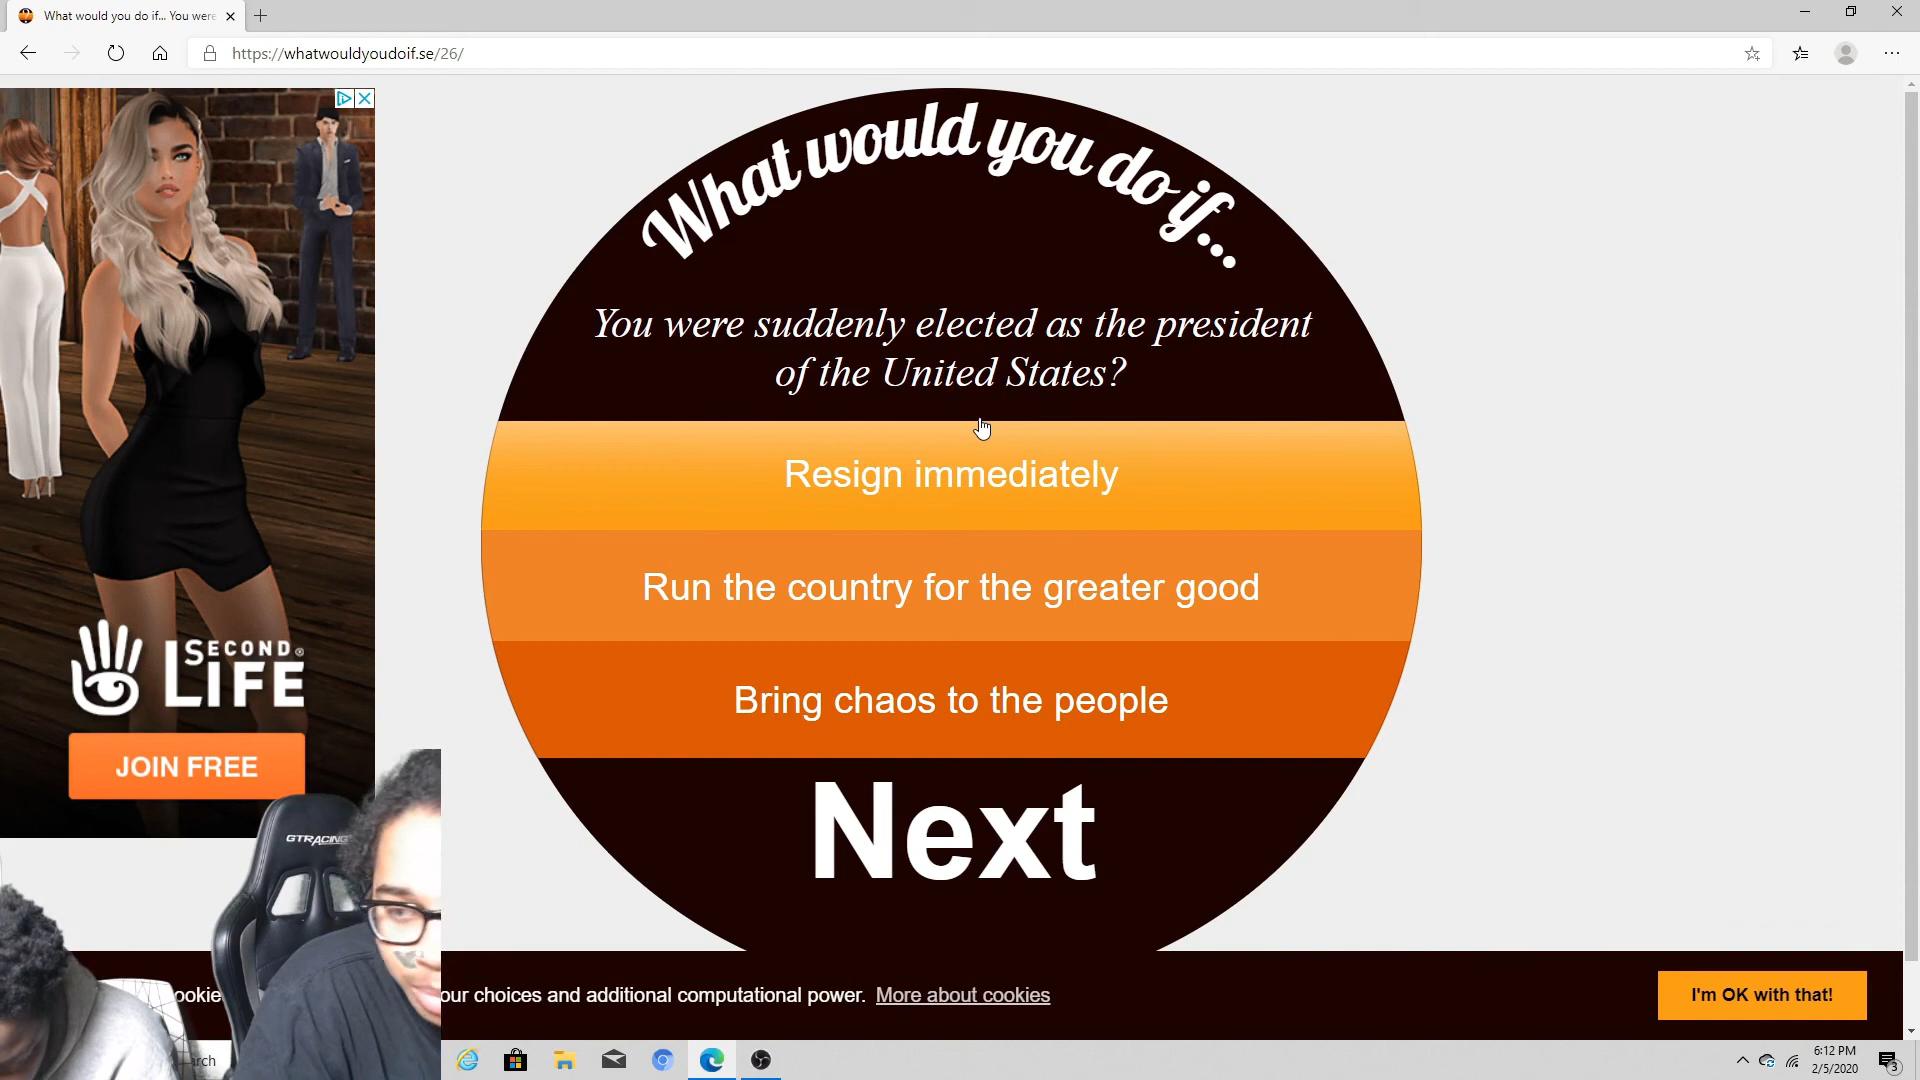 What would you do if... You were
https://whatwouldyoudoif.se/26/
What would you do if...
You were suddenly elected as the president
of the United States?
Resign immediately
Run the country for the greater good
Bring chaos to the people
Next
SECOND
LIFE
JOIN FREE
GTRACING
our choices and additional computational power. More about cookies
I'm OK with that!
6:12 PM
2/5/2020
3